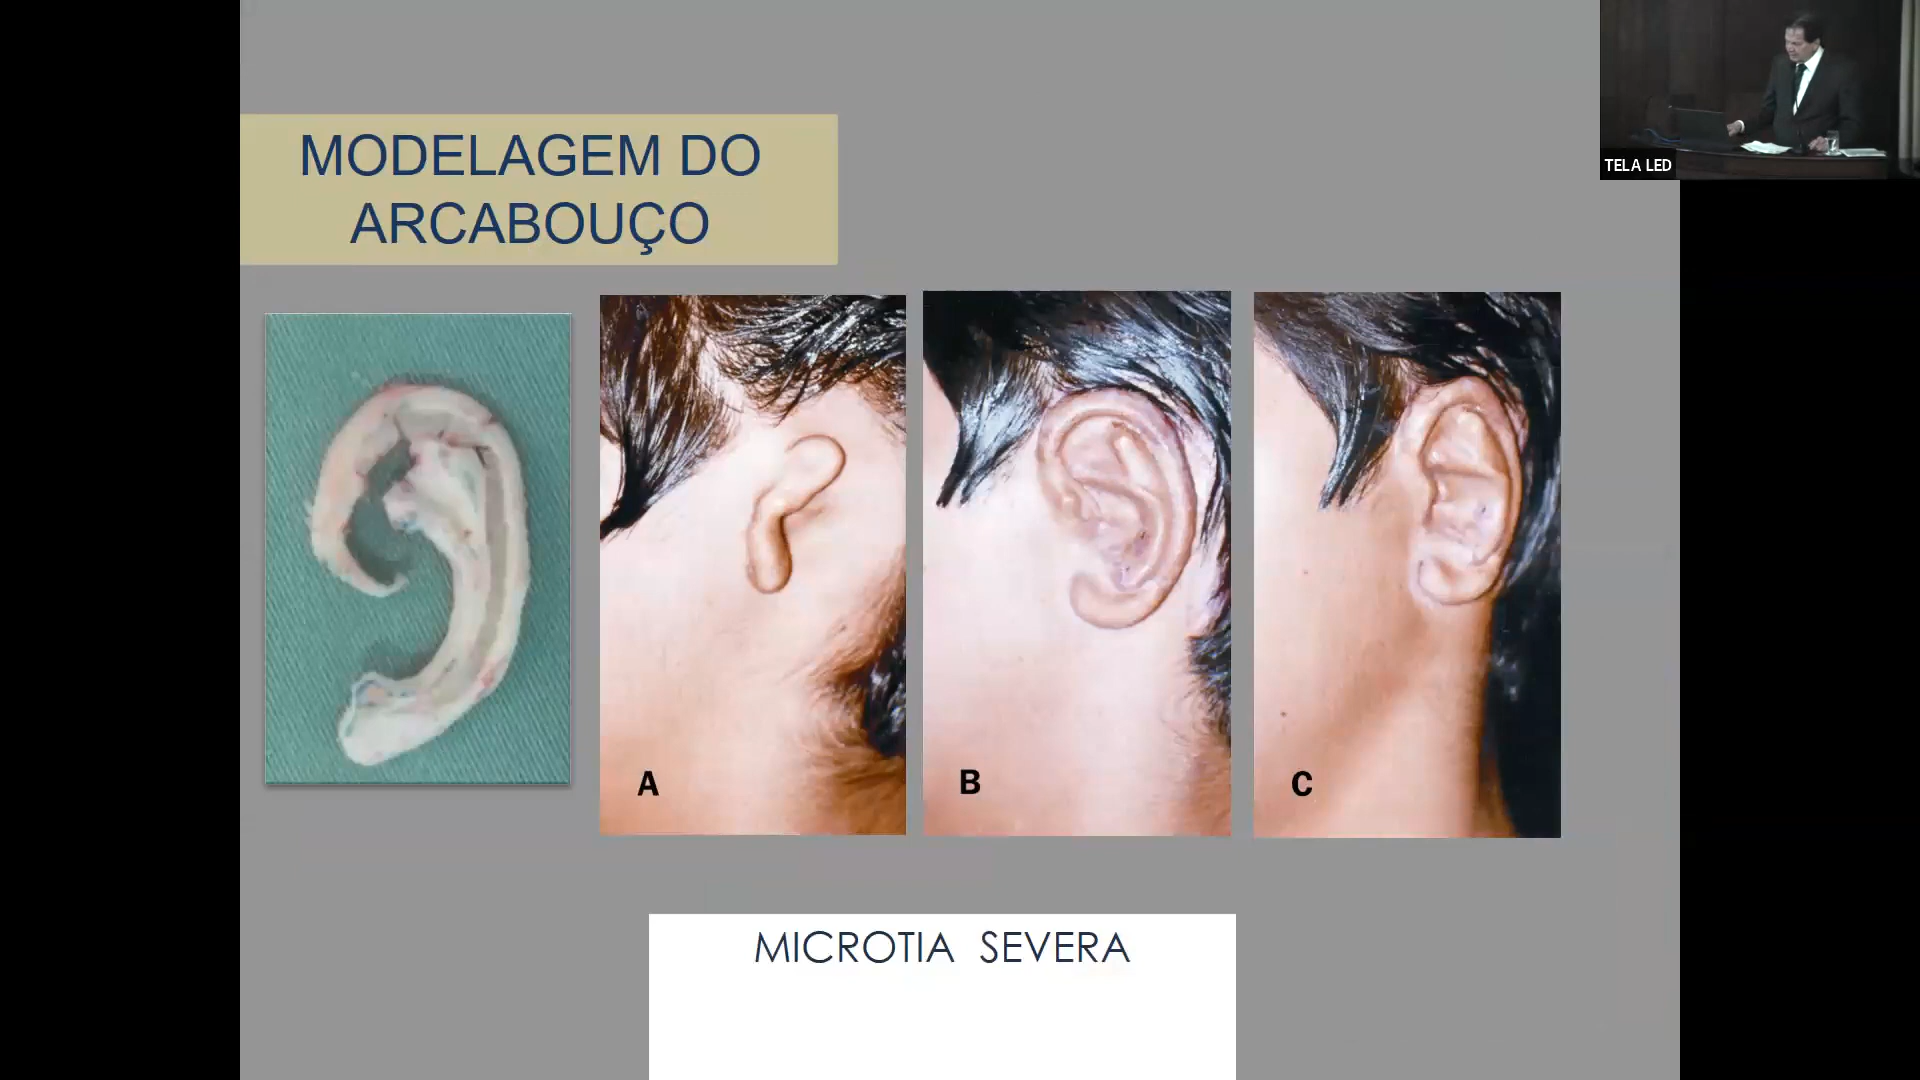 MODELAGEM DO
ARCABOUÇO
TELA LED
A
B
C
MICROTIA SEVERA